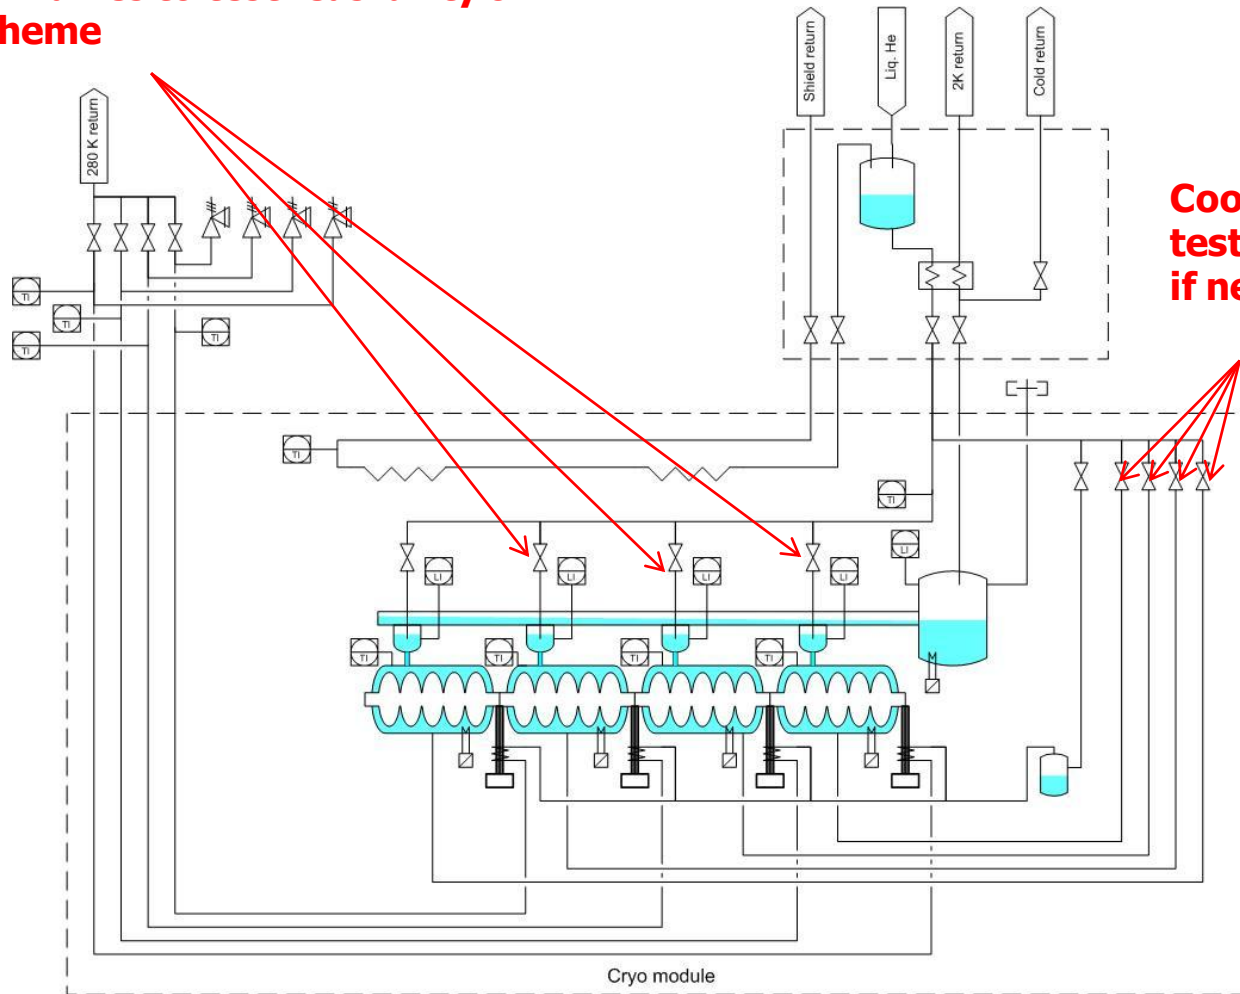 heme
Shield return
Liq. He
2K return
Cold return
280 K return
Coo
test
if ne
TI
TI
TI
TI
TI
TI
LI
LI
LI
LI
LI
TI
TI
TI
TI
M
M
M
M
M
Cryo module